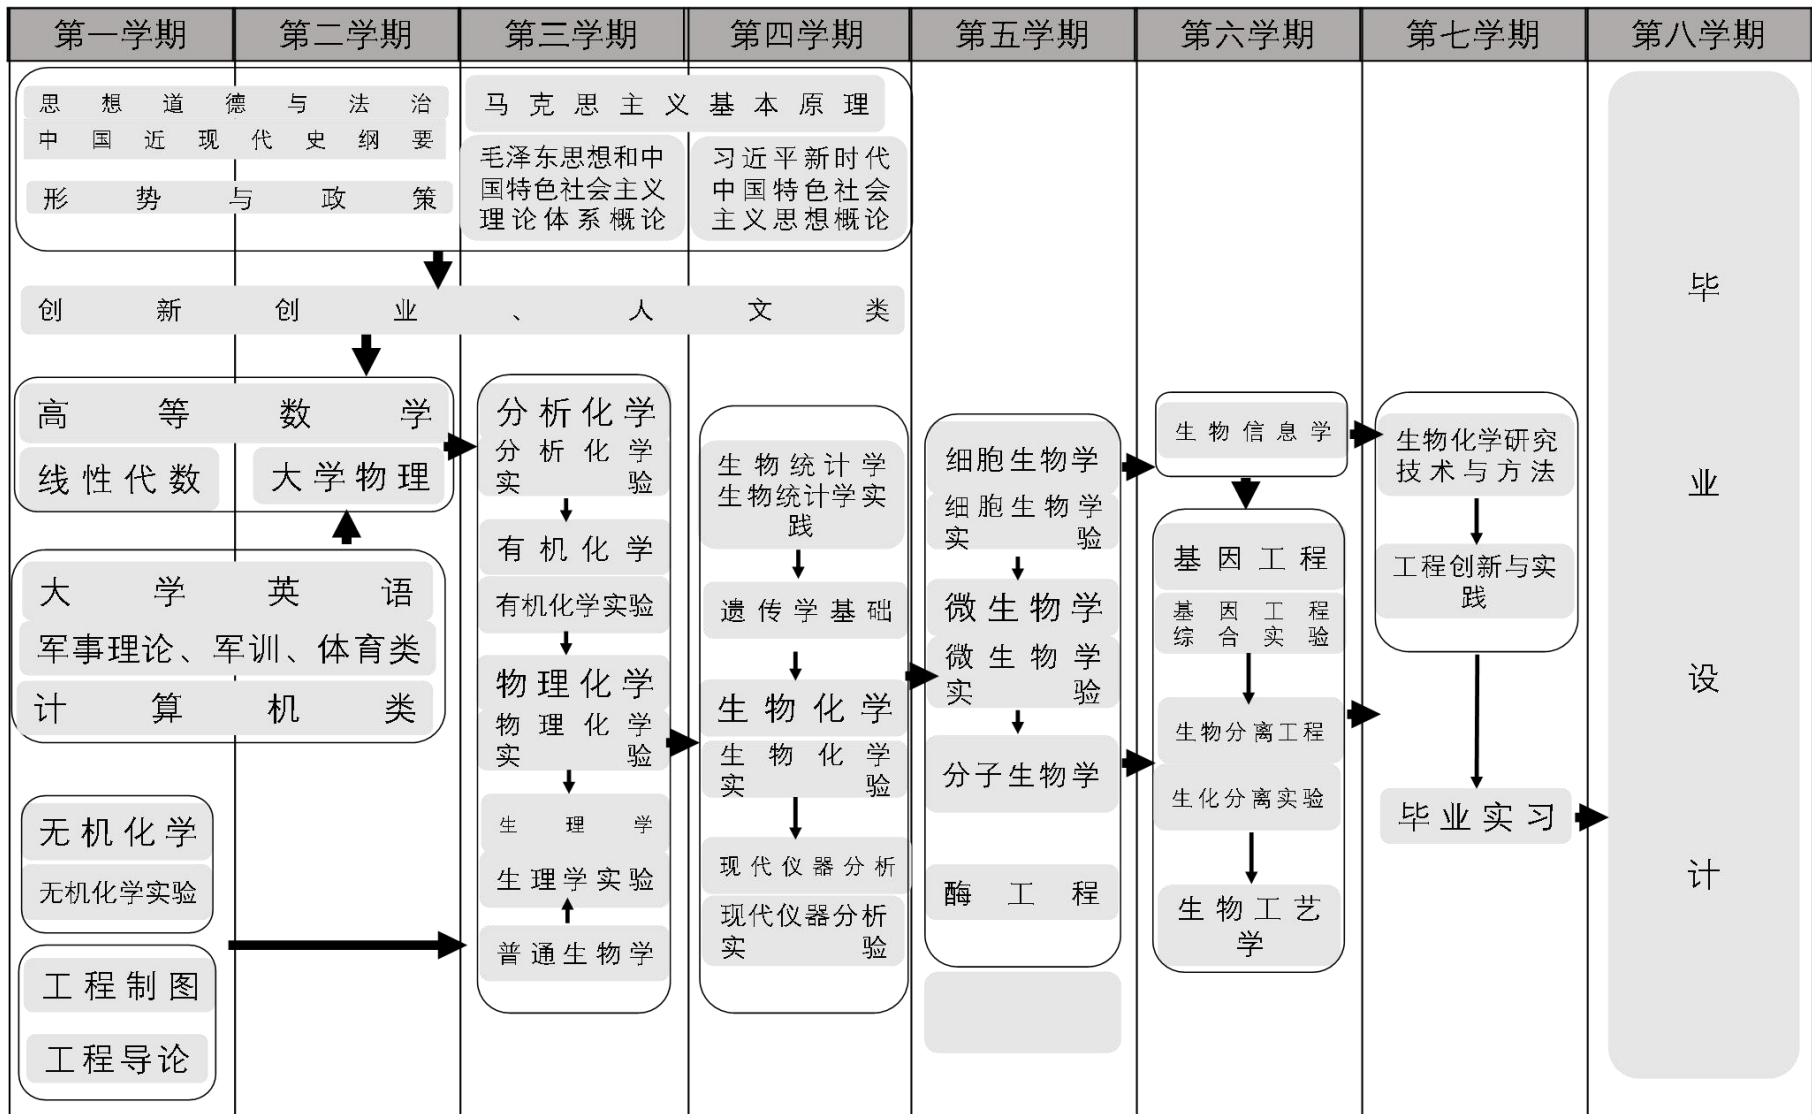 第一学期
第二学期
第三学期
第四学期
第五学期
第六学期
第七学期
第八学期
思想道德与法治
中国近现代史纲要
形势与政策
马克思主义基本原理
毛泽东思想和中
国特色社会主义
理论体系概论
习近平新时代
中国特色社会
主义思想概论
创新创业、人文类
高等数学
线性代数
大学物理
大学英语
军事理论、军训、体育类
计算机类
无机化学
无机化学实验
工程制图
工程导论
分析化学
分析化学
实验
有机化学
有机化学实验
物理化学
物理化学
实验
生理学
生理学实验
普通生物学
生物统计学
生物统计学实
践
遗传学基础
生物化学
生物化学
实验
现代仪器分析
现代仪器分析
实验
细胞生物学
细胞生物学
实验
微生物学
微生物学
实验
分子生物学
酶工程
生物信息学
基因工程
基因工程
综合实验
生物分离工程
生化分离实验
生物工艺
学
生物化学研究
技术与方法
工程创新与实
践
毕业实习
毕
业
设
计